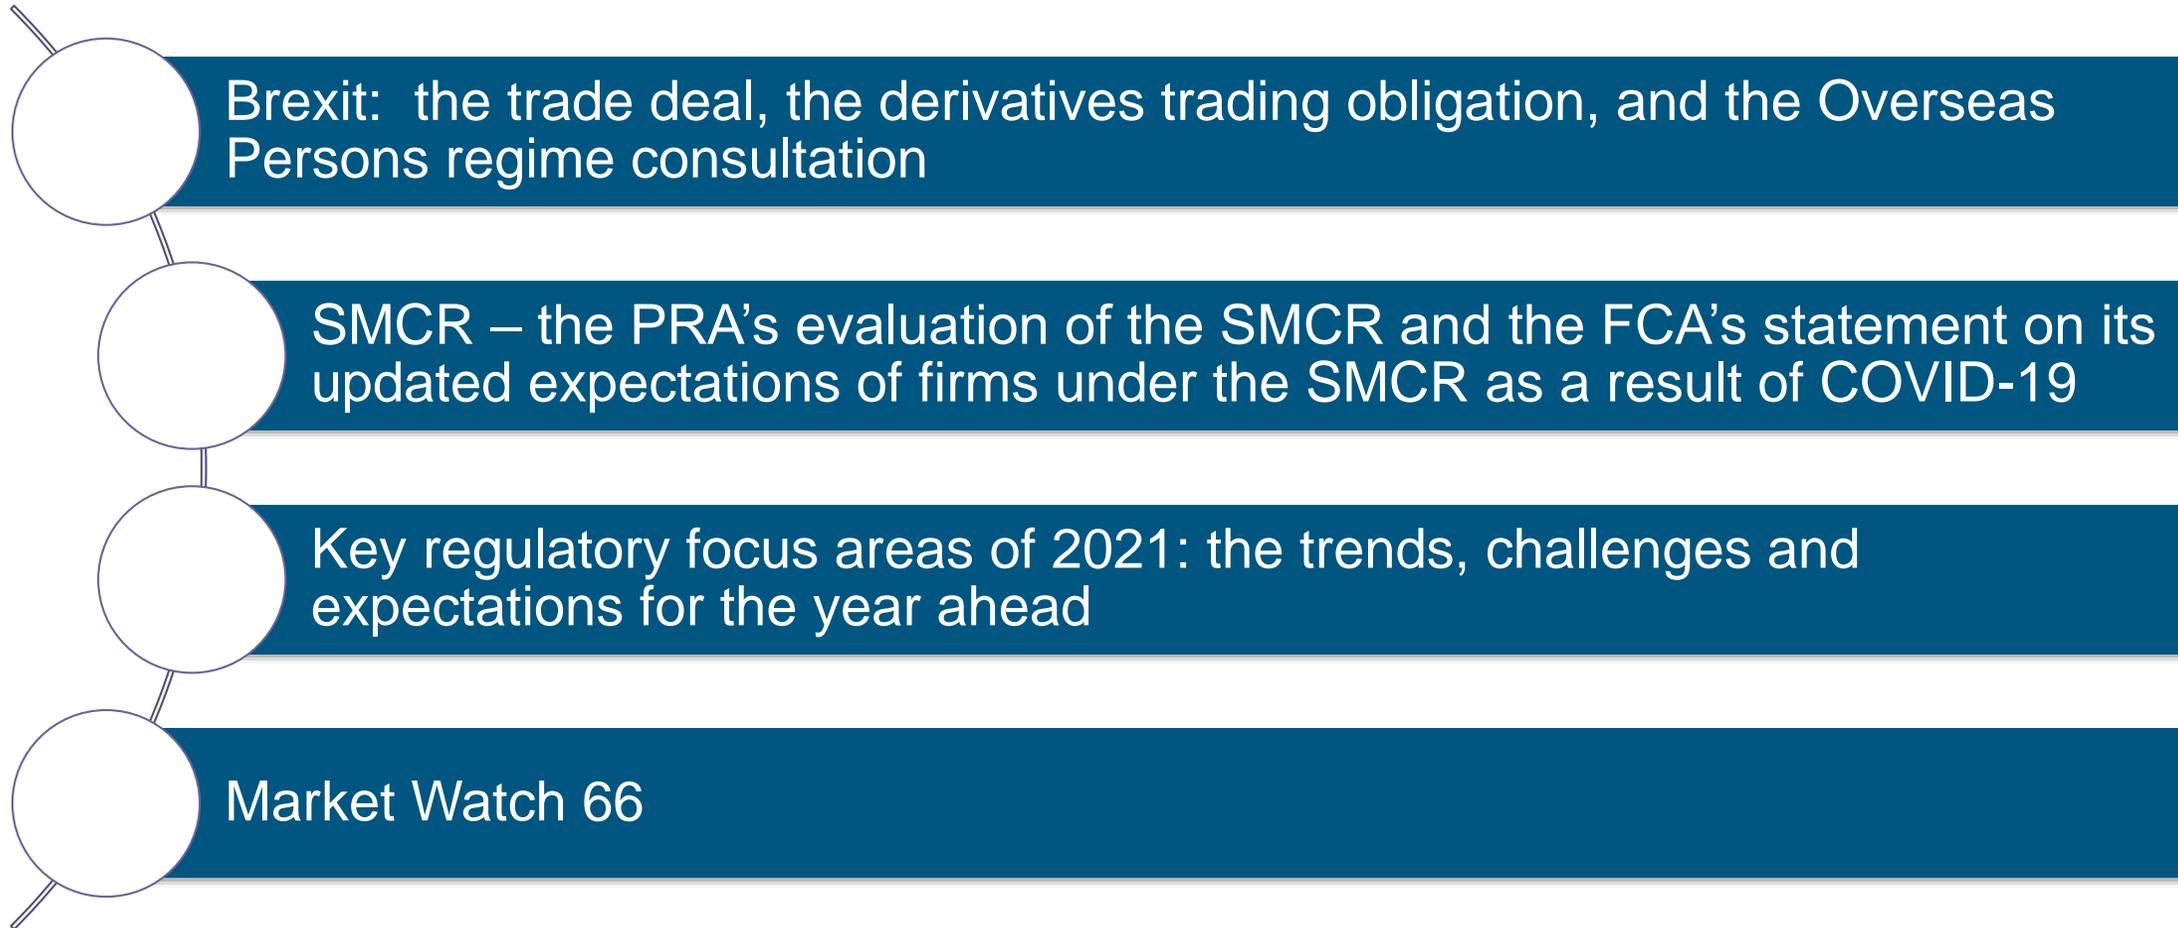 Brexit:  the trade deal, the derivatives trading obligation, and the Overseas
Persons regime consultation
SMCR – the PRA’s evaluation of the SMCR and the FCA’s statement on its
updated expectations of firms under the SMCR as a result of COVID-19
Key regulatory focus areas of 2021: the trends, challenges and
expectations for the year ahead
Market Watch 66